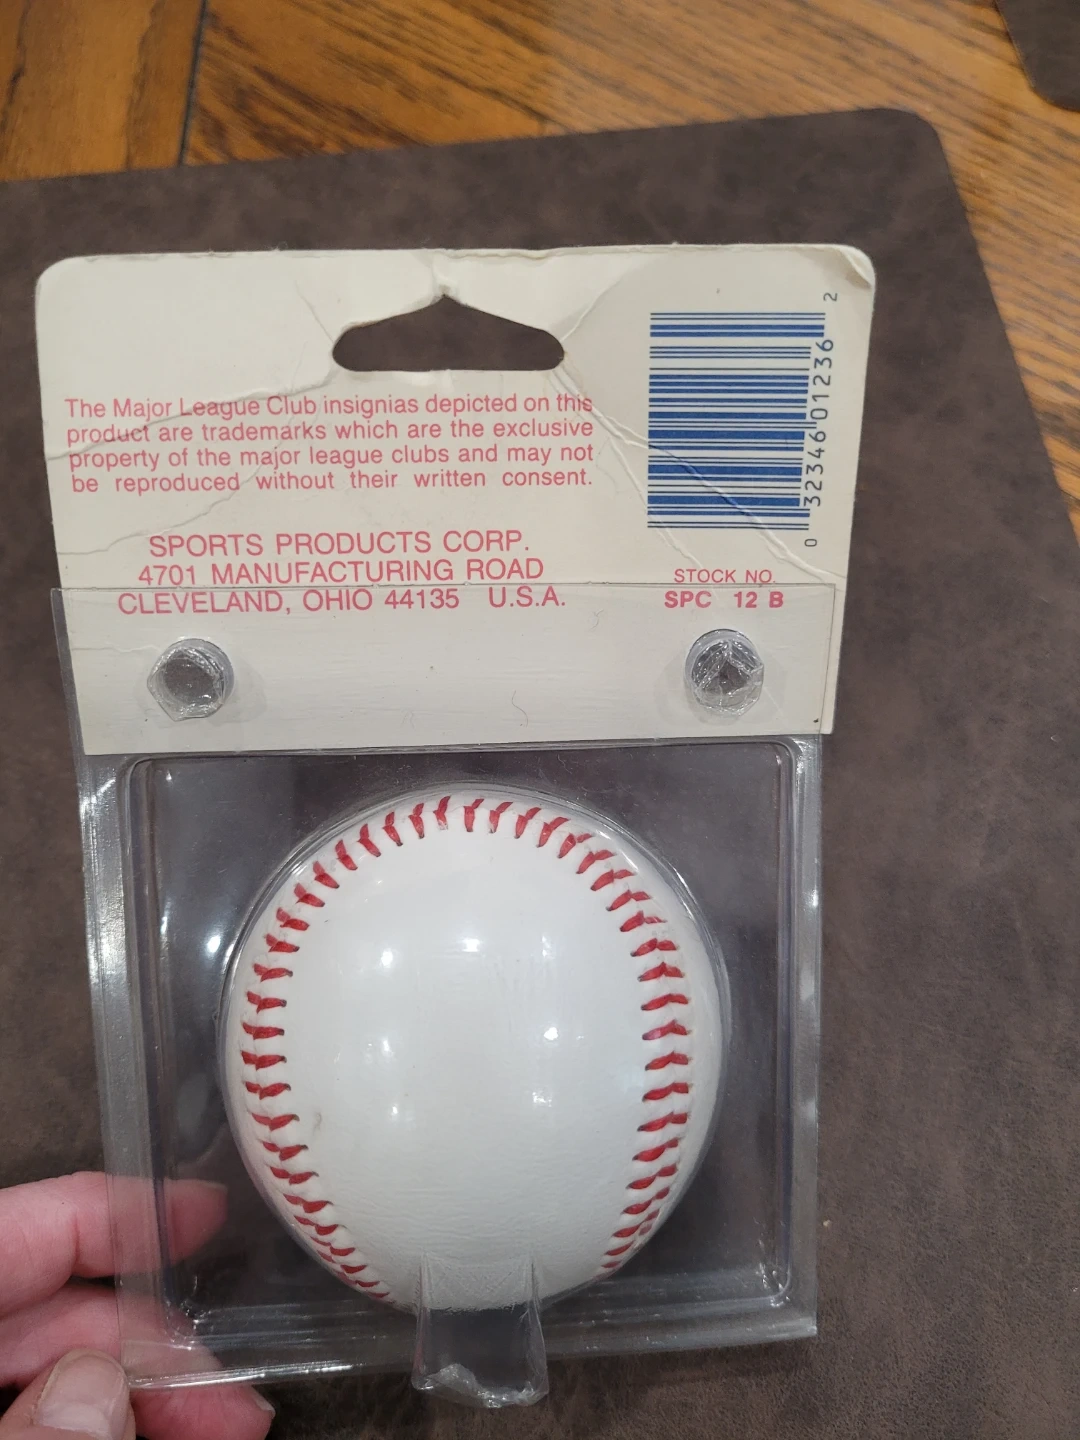 The Major League Club insignias depicted on this
product are trademarks which are the exclusive
property of the major league clubs and may not
be reproduced without their written consent.
SPORTS PRODUCTS CORP.
4701 MANUFACTURING ROAD
CLEVELAND, OHIO 44135 U.S.A.
0 32346 01236 2
STOCK NO.
SPC 12 B